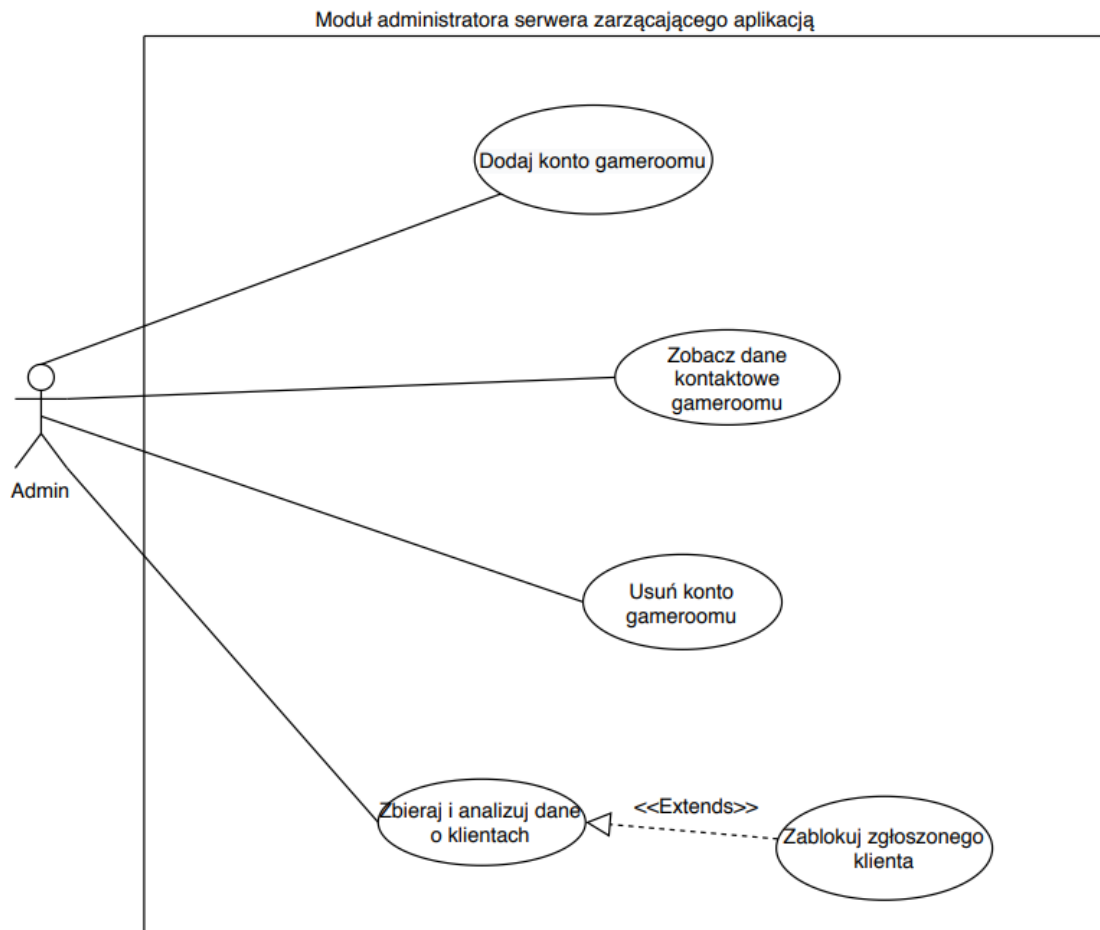 Moduł administratora serwera zarzącającego aplikacją
Dodaj konto gameroomu
Zobacz dane
kontaktowe
gameroomu
Admin
Usuń konto
gameroomu
Zbieraj i analizuj dane
o klientach
<<Extends>>
Zablokuj zgłoszonego
klienta